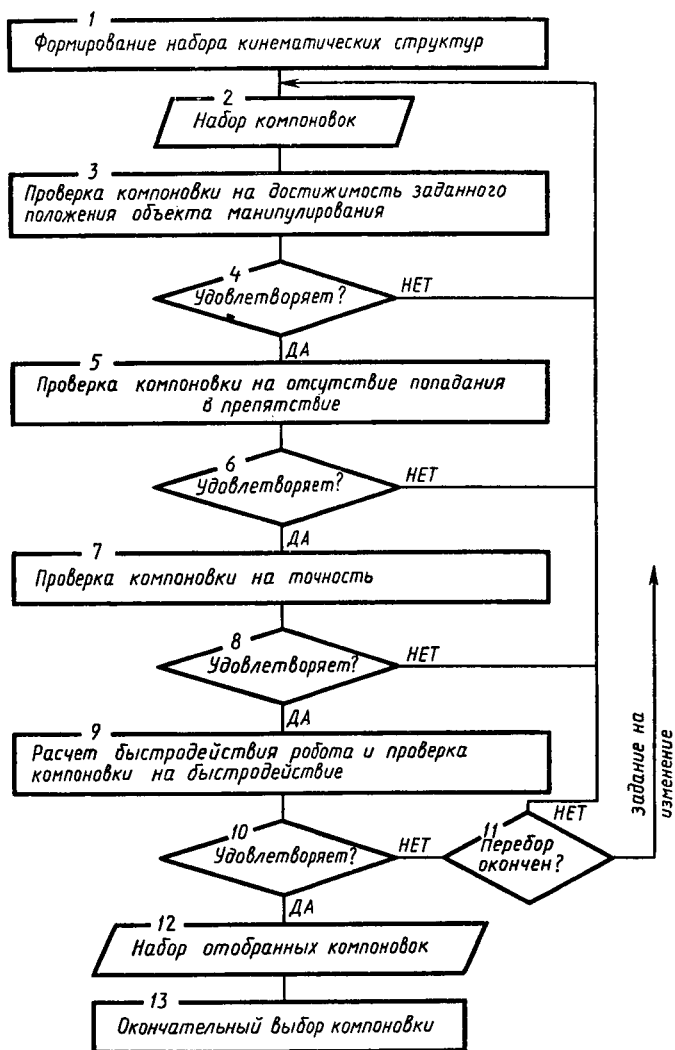 1
Формирование набора кинематических структур
2
Набор компоновок
3
Проверка компоновки на достижимость заданного
положения объекта манипулирования
4
Удовлетворяет?
НЕТ
ДА
5
Проверка компоновки на отсутствие попадания
в препятствие
6
Удовлетворяет?
НЕТ
ДА
7
Проверка компоновки на точность
8
Удовлетворяет?
НЕТ
ДА
9
Расчет быстродействия робота и проверка
компоновки на быстродействие
10
Удовлетворяет?
НЕТ
11
Перебор
окончен?
НЕТ
задание на
изменение
ДА
12
Набор отобранных компоновок
13
Окончательный выбор компоновки